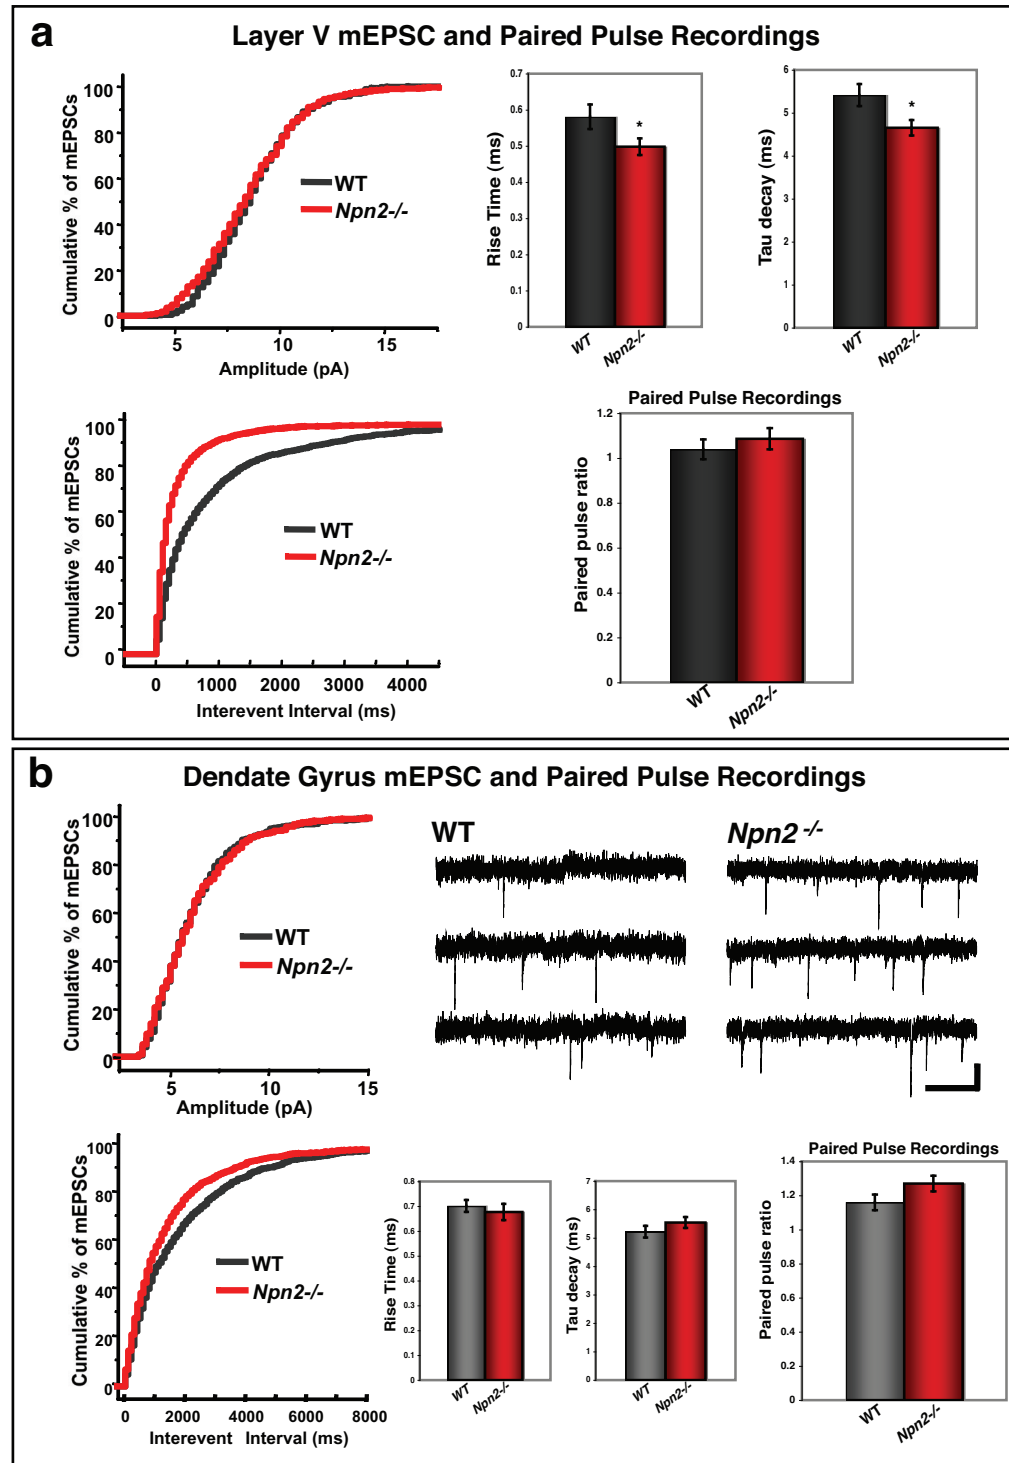 a
Layer V mEPSC and Paired Pulse Recordings
Cumulative % of mEPSCs
100
80
60
40
20
0
5
10
15
Amplitude (pA)
WT
Npn2-/-
Rise Time (ms)
0.7
0.6
0.5
0.4
0.3
0.2
0.1
0
*
WT
Npn2-/-
Tau decay (ms)
6
5
4
3
2
1
0
*
WT
Npn2-/-
Cumulative % of mEPSCs
100
80
60
40
20
0
0
1000
2000
3000
4000
Interevent Interval (ms)
WT
Npn2-/-
Paired Pulse Recordings
Paired pulse ratio
1.2
1
0.8
0.6
0.4
0.2
0
WT
Npn2-/-
b
Dendate Gyrus mEPSC and Paired Pulse Recordings
Cumulative % of mEPSCs
100
80
60
40
20
0
5
10
15
Amplitude (pA)
WT
Npn2-/-
WT
Npn2 -/-
Cumulative % of mEPSCs
100
80
60
40
20
0
0
2000
4000
6000
8000
Interevent Interval (ms)
WT
Npn2-/-
Rise Time (ms)
0.8
0.7
0.6
0.5
0.4
0.3
0.2
0.1
0
WT
Npn2-/-
Tau decay (ms)
7
6
5
4
3
2
1
0
WT
Npn2-/-
Paired Pulse Recordings
Paired pulse ratio
1.4
1.2
1
0.8
0.6
0.4
0.2
0
WT
Npn2-/-